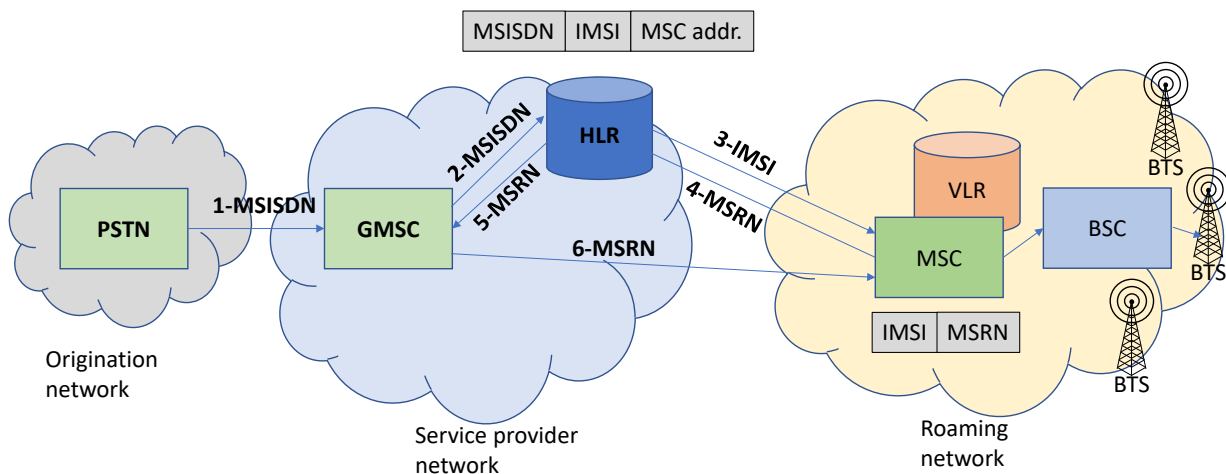 MSISDN IMSI MSC addr.
HLR
2-MSISDN
5-MSRN
3-IMSI
4-MSRN
BTS
VLR
PSTN
1-MSISDN
GMSC
6-MSRN
MSC
BSC
BTS
IMSI MSRN
BTS
Origination
network
Service provider
network
Roaming
network